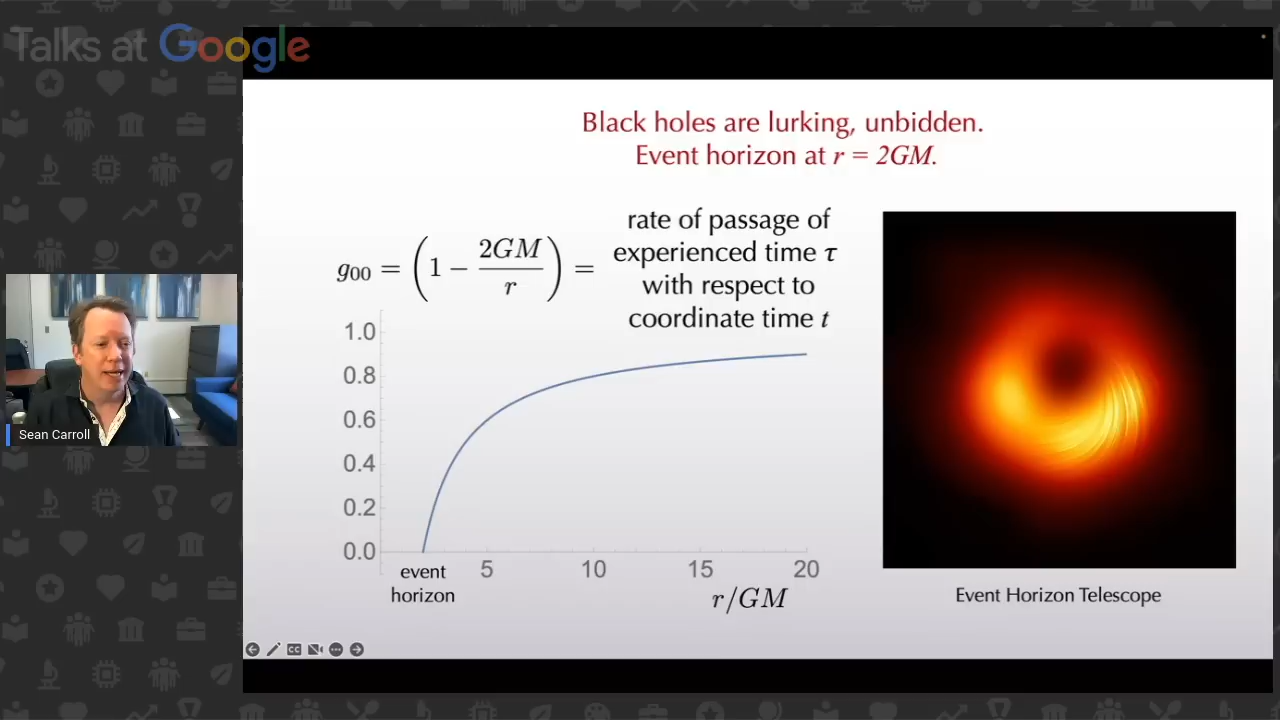 Talks at Google
Black holes are lurking, unbidden.
Event horizon at r = 2GM.
g00 = (1 − 2GM/r) =
rate of passage of
experienced time τ
with respect to
coordinate time t
1.0
0.8
0.6
0.4
0.2
0.0
event
horizon
5
10
15
20
r/GM
Event Horizon Telescope
Sean Carroll
CC